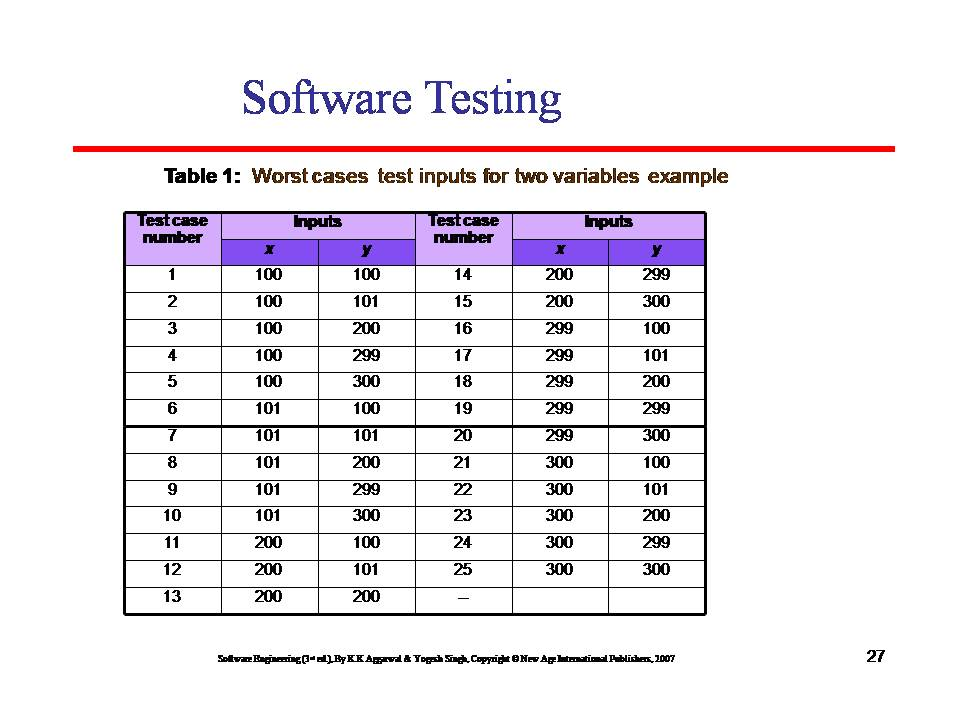 Software Testing
Table 1: Worst cases test inputs for two variables example
Test case number Inputs Test case number Inputs
x y x y
1 100 100 14 200 299
2 100 101 15 200 300
3 100 200 16 299 100
4 100 299 17 299 101
5 100 300 18 299 200
6 101 100 19 299 299
7 101 101 20 299 300
8 101 200 21 300 100
9 101 299 22 300 101
10 101 300 23 300 200
11 200 100 24 300 299
12 200 101 25 300 300
13 200 200 --
Software Engineering ed.), By K.K Aggarwal & Yogesh Singh, Copyright © New Age International Publishers, 2007
27